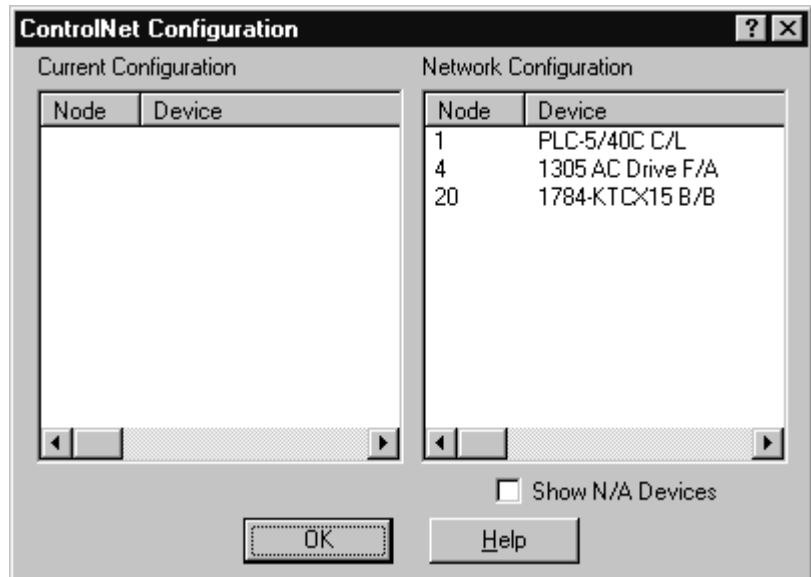 ControlNet Configuration
Current Configuration
Node Device
Network Configuration
Node Device
1 PLC-5/40C C/L
4 1305 AC Drive F/A
20 1784-KTCX15 B/B
Show N/A Devices
OK Help